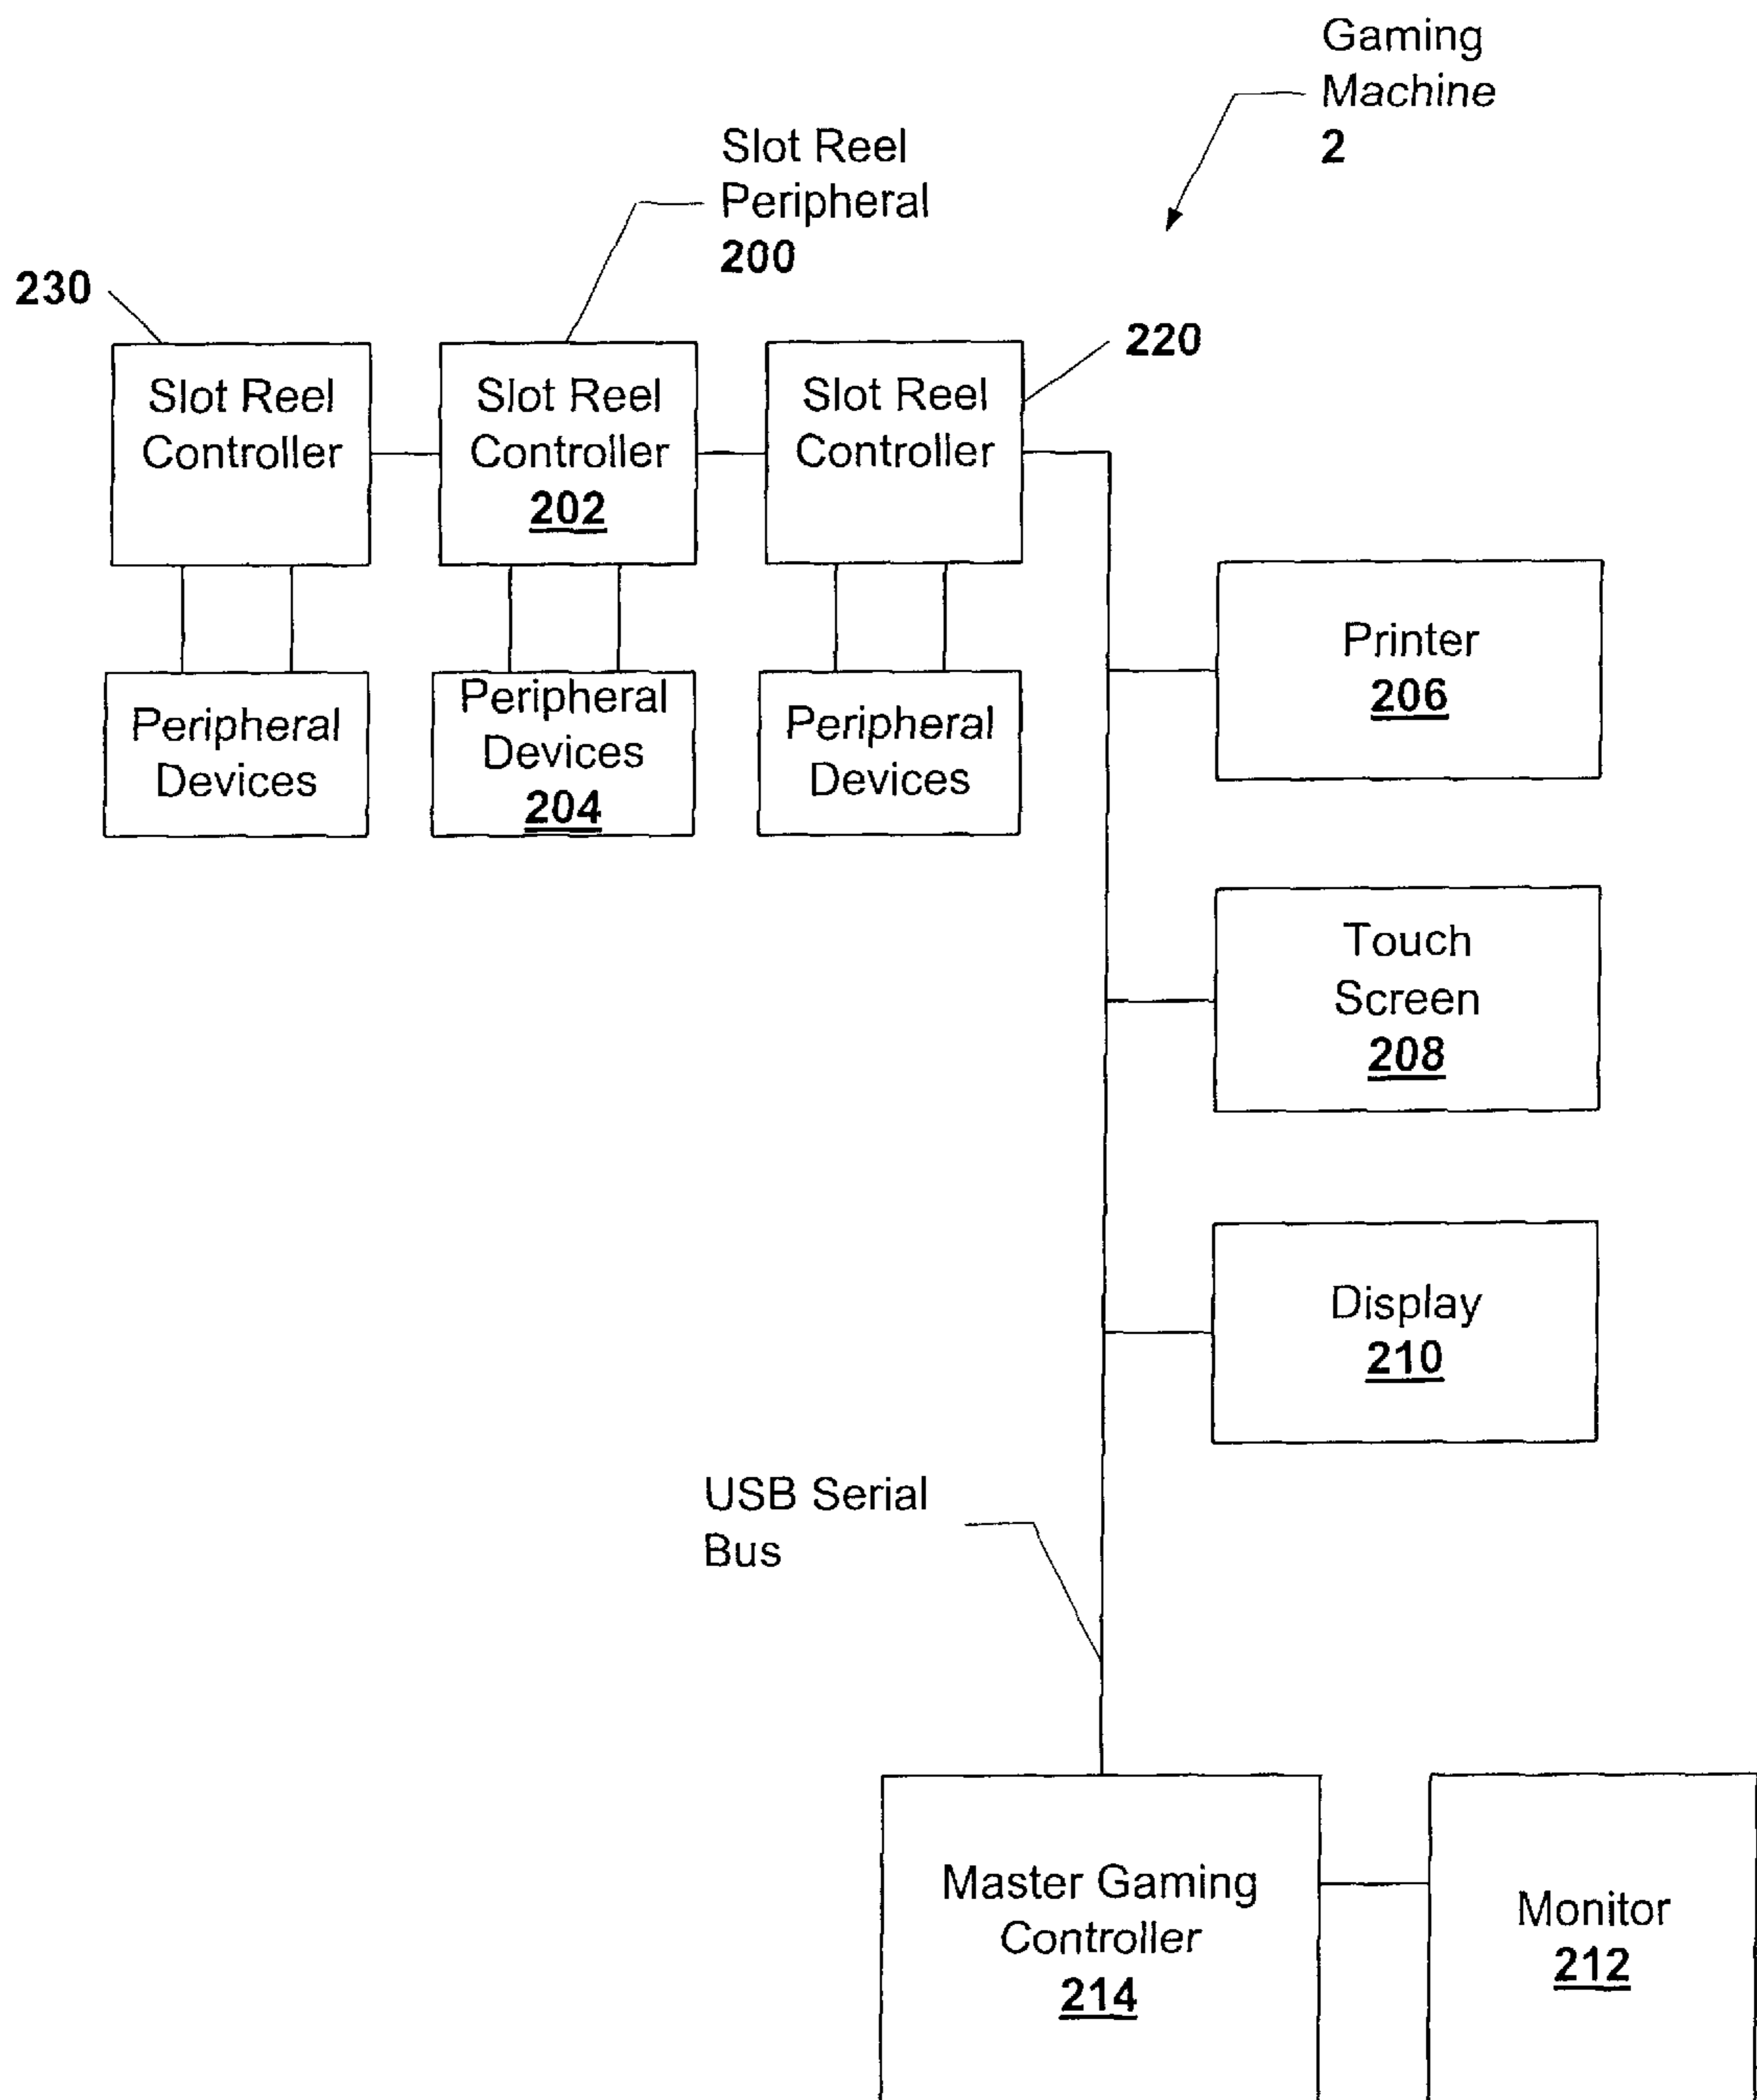 Gaming
Machine
2
Slot Reel
Peripheral
200
230
220
Slot Reel
Controller
Slot Reel
Controller
202
Slot Reel
Controller
Peripheral
Devices
Peripheral
Devices
204
Peripheral
Devices
Printer
206
Touch
Screen
208
Display
210
USB Serial
Bus
Master Gaming
Controller
214
Monitor
212